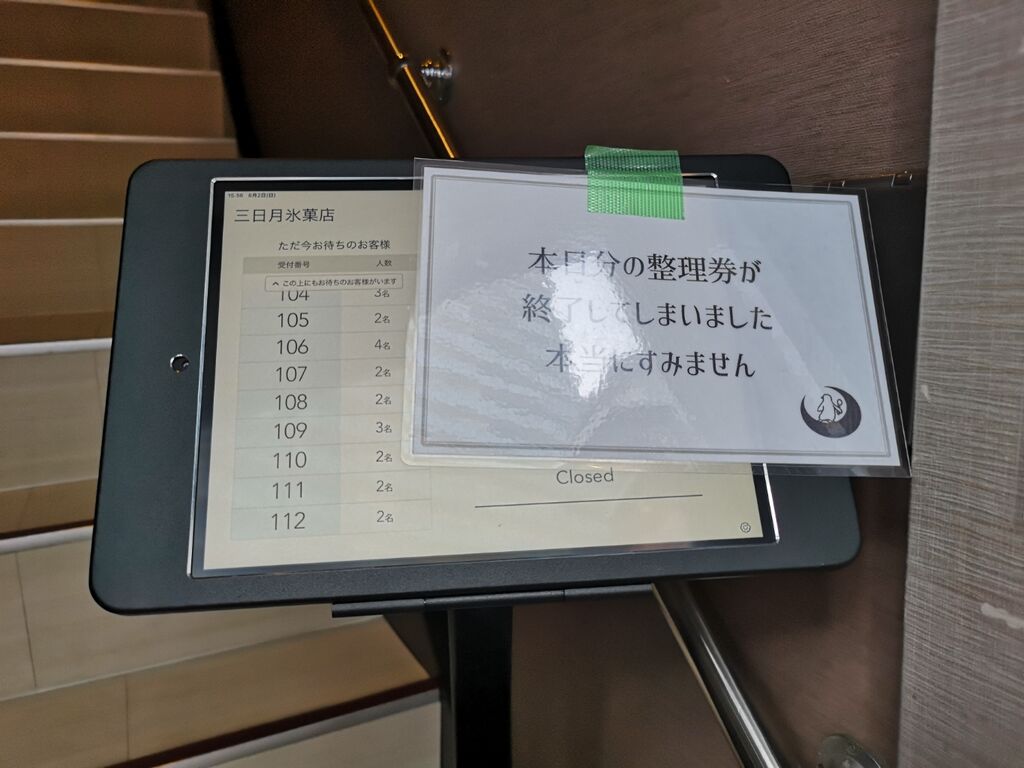 15:56 6月2日(日)
三日月氷菓店
ただ今お待ちのお客様
受付番号 人数
へ この上にもお待ちのお客様がいます
104 3名
105 2名
106 4名
107 2名
108 2名
109 3名
110 2名
111 2名
112 2名
本日分の整理券が
終了してしまいました
本当にすみません
Closed